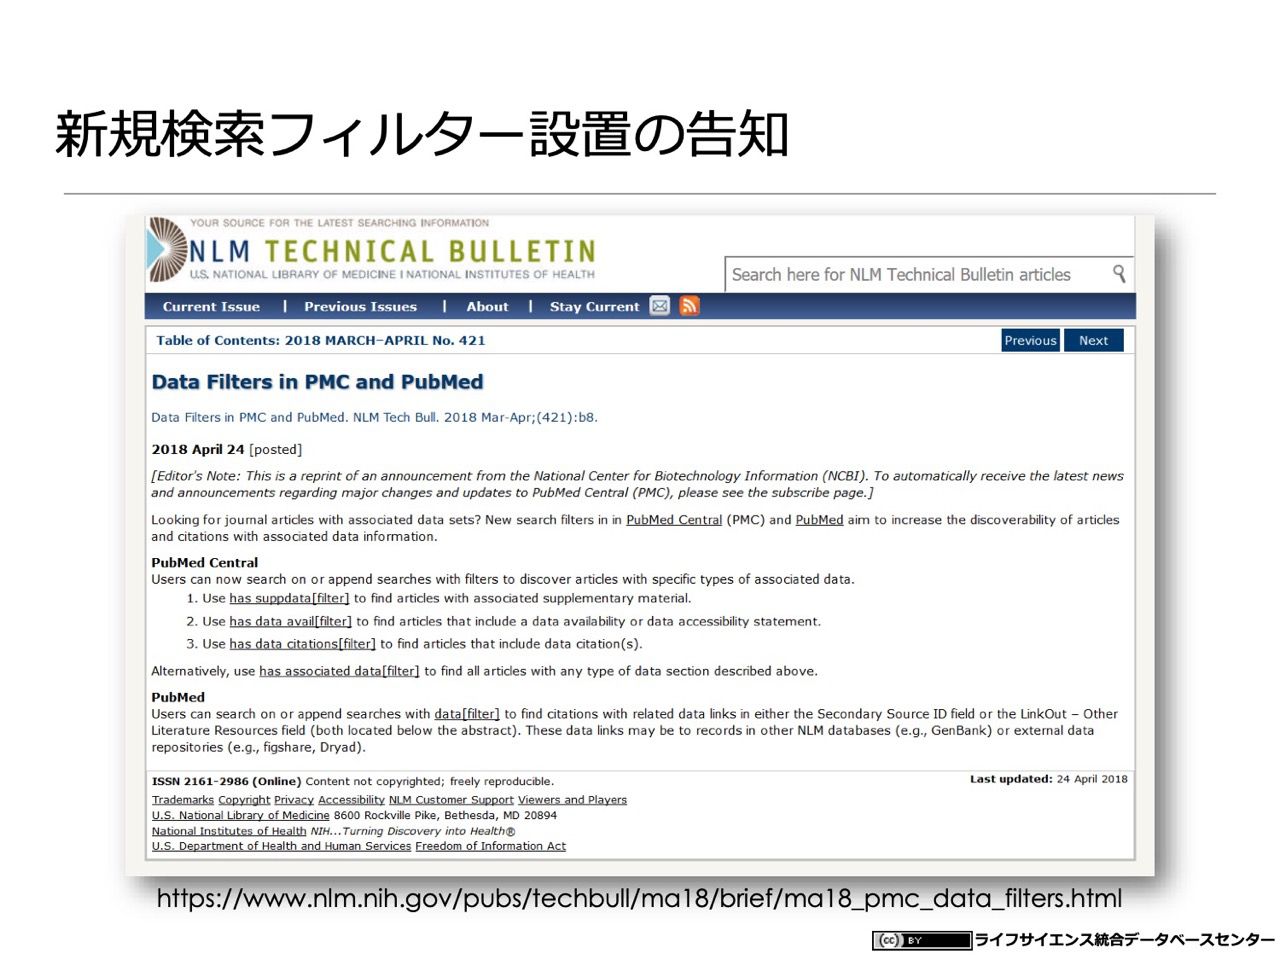 新規検索フィルター設置の告知
YOUR SOURCE FOR THE LATEST SEARCHING INFORMATION
NLM TECHNICAL BULLETIN
U.S. NATIONAL LIBRARY OF MEDICINE | NATIONAL INSTITUTES OF HEALTH
Search here for NLM Technical Bulletin articles
Current Issue | Previous Issues | About | Stay Current
Table of Contents: 2018 MARCH–APRIL No. 421
Previous Next
Data Filters in PMC and PubMed
Data Filters in PMC and PubMed. NLM Tech Bull. 2018 Mar-Apr;(421):b8.
2018 April 24 [posted]
[Editor's Note: This is a reprint of an announcement from the National Center for Biotechnology Information (NCBI). To automatically receive the latest news
and announcements regarding major changes and updates to PubMed Central (PMC), please see the subscribe page.]
Looking for journal articles with associated data sets? New search filters in in PubMed Central (PMC) and PubMed aim to increase the discoverability of articles
and citations with associated data information.
PubMed Central
Users can now search on or append searches with filters to discover articles with specific types of associated data.
1. Use has suppdata[filter] to find articles with associated supplementary material.
2. Use has data avail[filter] to find articles that include a data availability or data accessibility statement.
3. Use has data citations[filter] to find articles that include data citation(s).
Alternatively, use has associated data[filter] to find all articles with any type of data section described above.
PubMed
Users can search on or append searches with data[filter] to find citations with related data links in either the Secondary Source ID field or the LinkOut – Other
Literature Resources field (both located below the abstract). These data links may be to records in other NLM databases (e.g., GenBank) or external data
repositories (e.g., figshare, Dryad).
ISSN 2161-2986 (Online) Content not copyrighted; freely reproducible.
Last updated: 24 April 2018
Trademarks Copyright Privacy Accessibility NLM Customer Support Viewers and Players
U.S. National Library of Medicine 8600 Rockville Pike, Bethesda, MD 20894
National Institutes of Health NIH...Turning Discovery into Health®
U.S. Department of Health and Human Services Freedom of Information Act
https://www.nlm.nih.gov/pubs/techbull/ma18/brief/ma18_pmc_data_filters.html
(cc) BY ライフサイエンス統合データベースセンター